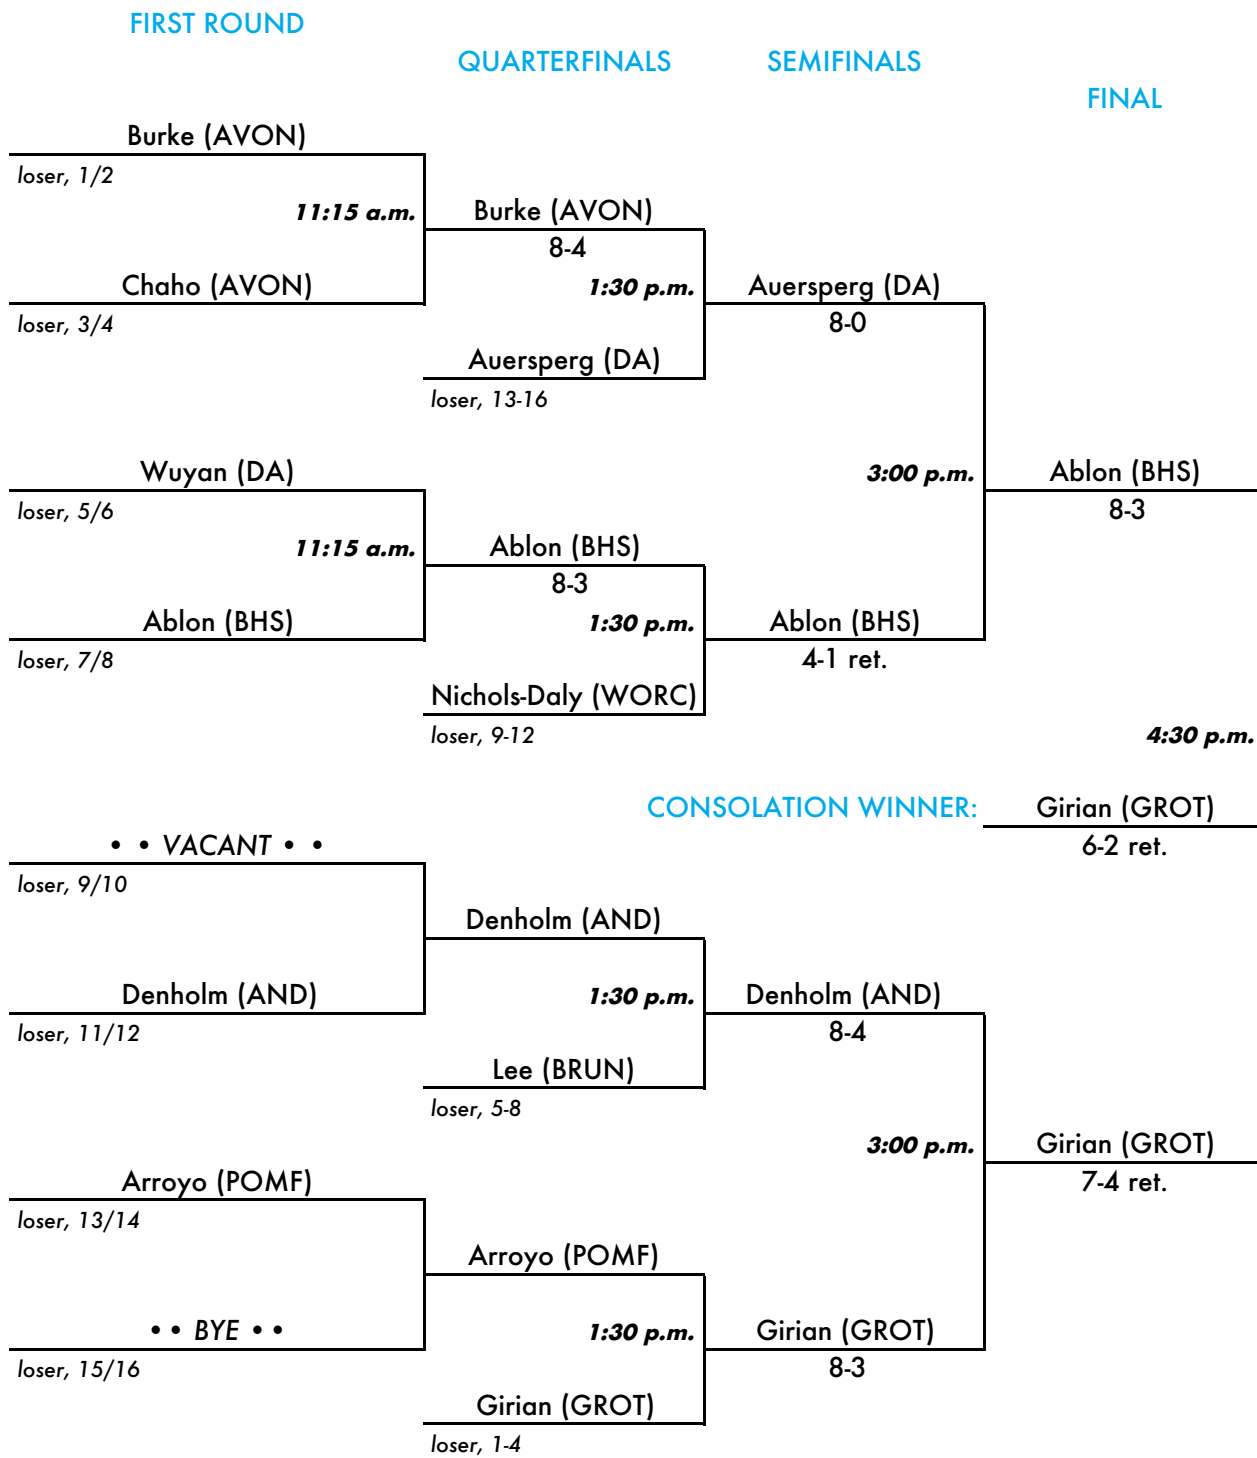 FIRST ROUND
QUARTERFINALS
SEMIFINALS
FINAL
Burke (AVON)
loser, 1/2
11:15 a.m.
Burke (AVON)
8-4
Chaho (AVON)
1:30 p.m.
Auersperg (DA)
loser, 3/4
8-0
Auersperg (DA)
loser, 13-16
Wuyan (DA)
3:00 p.m.
Ablon (BHS)
loser, 5/6
8-3
11:15 a.m.
Ablon (BHS)
8-3
Ablon (BHS)
1:30 p.m.
Ablon (BHS)
loser, 7/8
4-1 ret.
Nichols-Daly (WORC)
loser, 9-12
4:30 p.m.
CONSOLATION WINNER:
Girian (GROT)
6-2 ret.
• • VACANT • •
loser, 9/10
Denholm (AND)
Denholm (AND)
1:30 p.m.
Denholm (AND)
loser, 11/12
8-4
Lee (BRUN)
loser, 5-8
3:00 p.m.
Girian (GROT)
7-4 ret.
Arroyo (POMF)
loser, 13/14
Arroyo (POMF)
• • BYE • •
1:30 p.m.
Girian (GROT)
loser, 15/16
8-3
Girian (GROT)
loser, 1-4